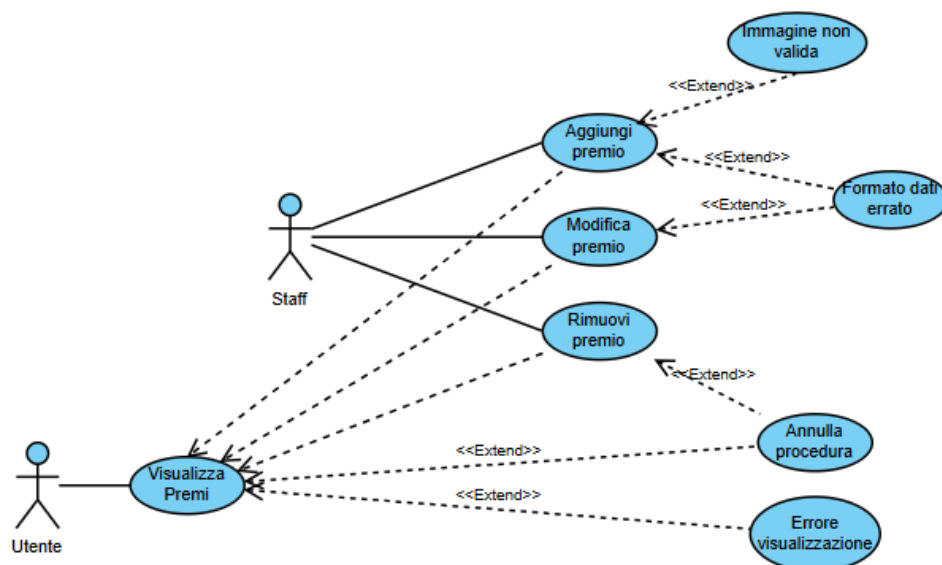 Immagine non
valida
<<Extend>>
Aggiungi
premio
<<Extend>>
Formato dati
errato
<<Extend>>
Modifica
premio
Staff
Rimuovi
premio
<<Extend>>
Annulla
procedura
<<Extend>>
Visualizza
Premi
<<Extend>>
Errore
visualizzazione
Utente